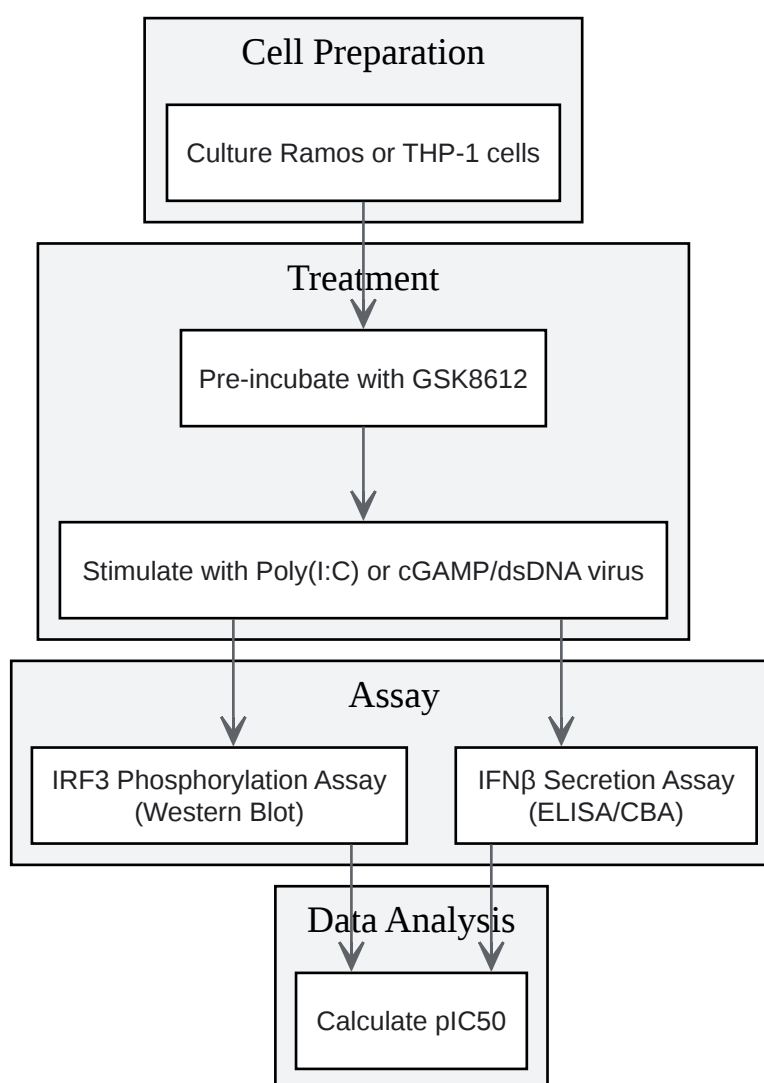 Cell Preparation
Culture Ramos or THP-1 cells
Treatment
Pre-incubate with GSK8612
Stimulate with Poly(I:C) or cGAMP/dsDNA virus
Assay
IRF3 Phosphorylation Assay
(Western Blot)
IFNβ Secretion Assay
(ELISA/CBA)
Data Analysis
Calculate pIC50